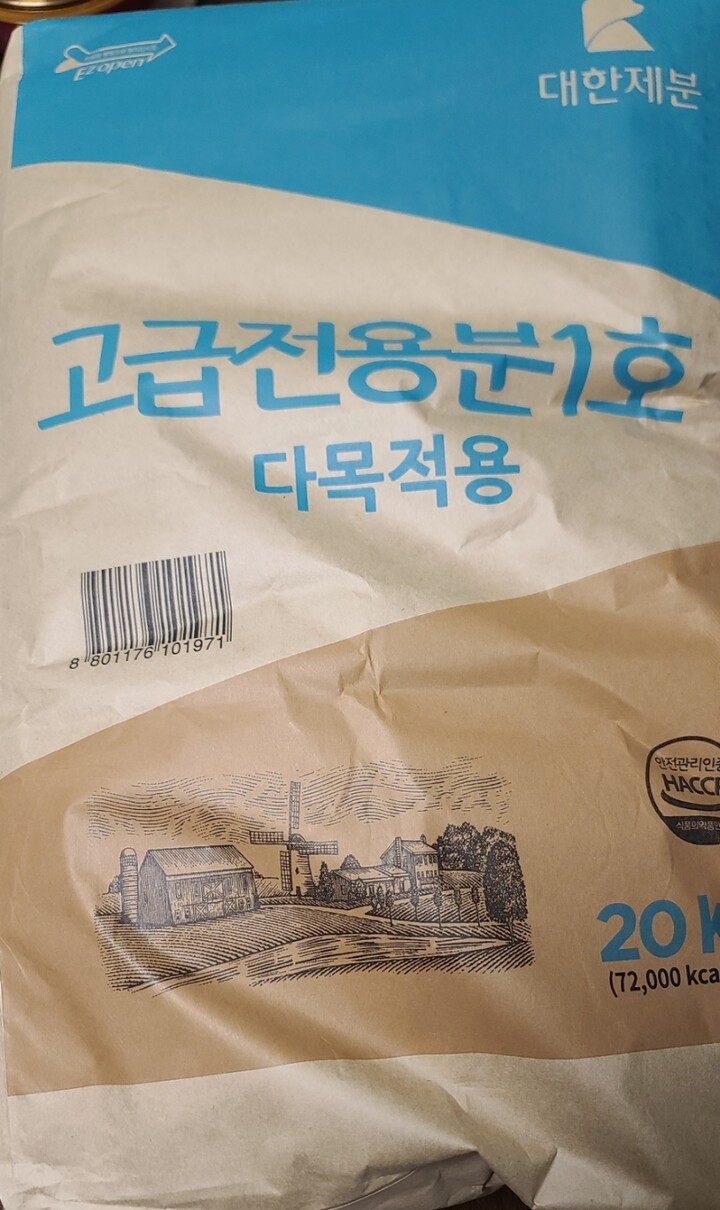 Ez open
대한제분
고급전용분1호
다목적용
8 801176 101971
안전관리인증
HACCP
20 K
(72,000 kca